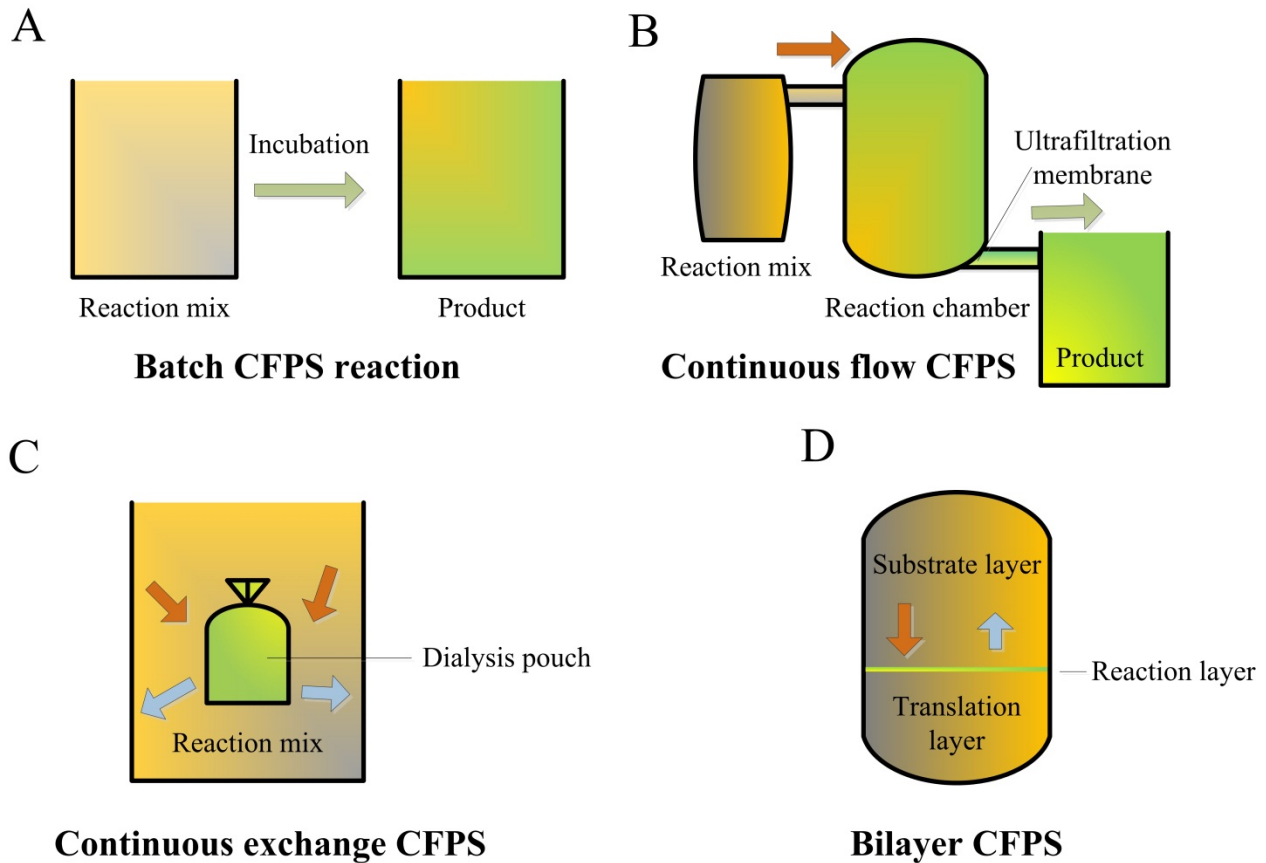 A
Incubation
Reaction mix
Product
Batch CFPS reaction
B
Ultrafiltration
membrane
Reaction mix
Reaction chamber
Product
Continuous flow CFPS
C
Dialysis pouch
Reaction mix
Continuous exchange CFPS
D
Substrate layer
Reaction layer
Translation
layer
Bilayer CFPS